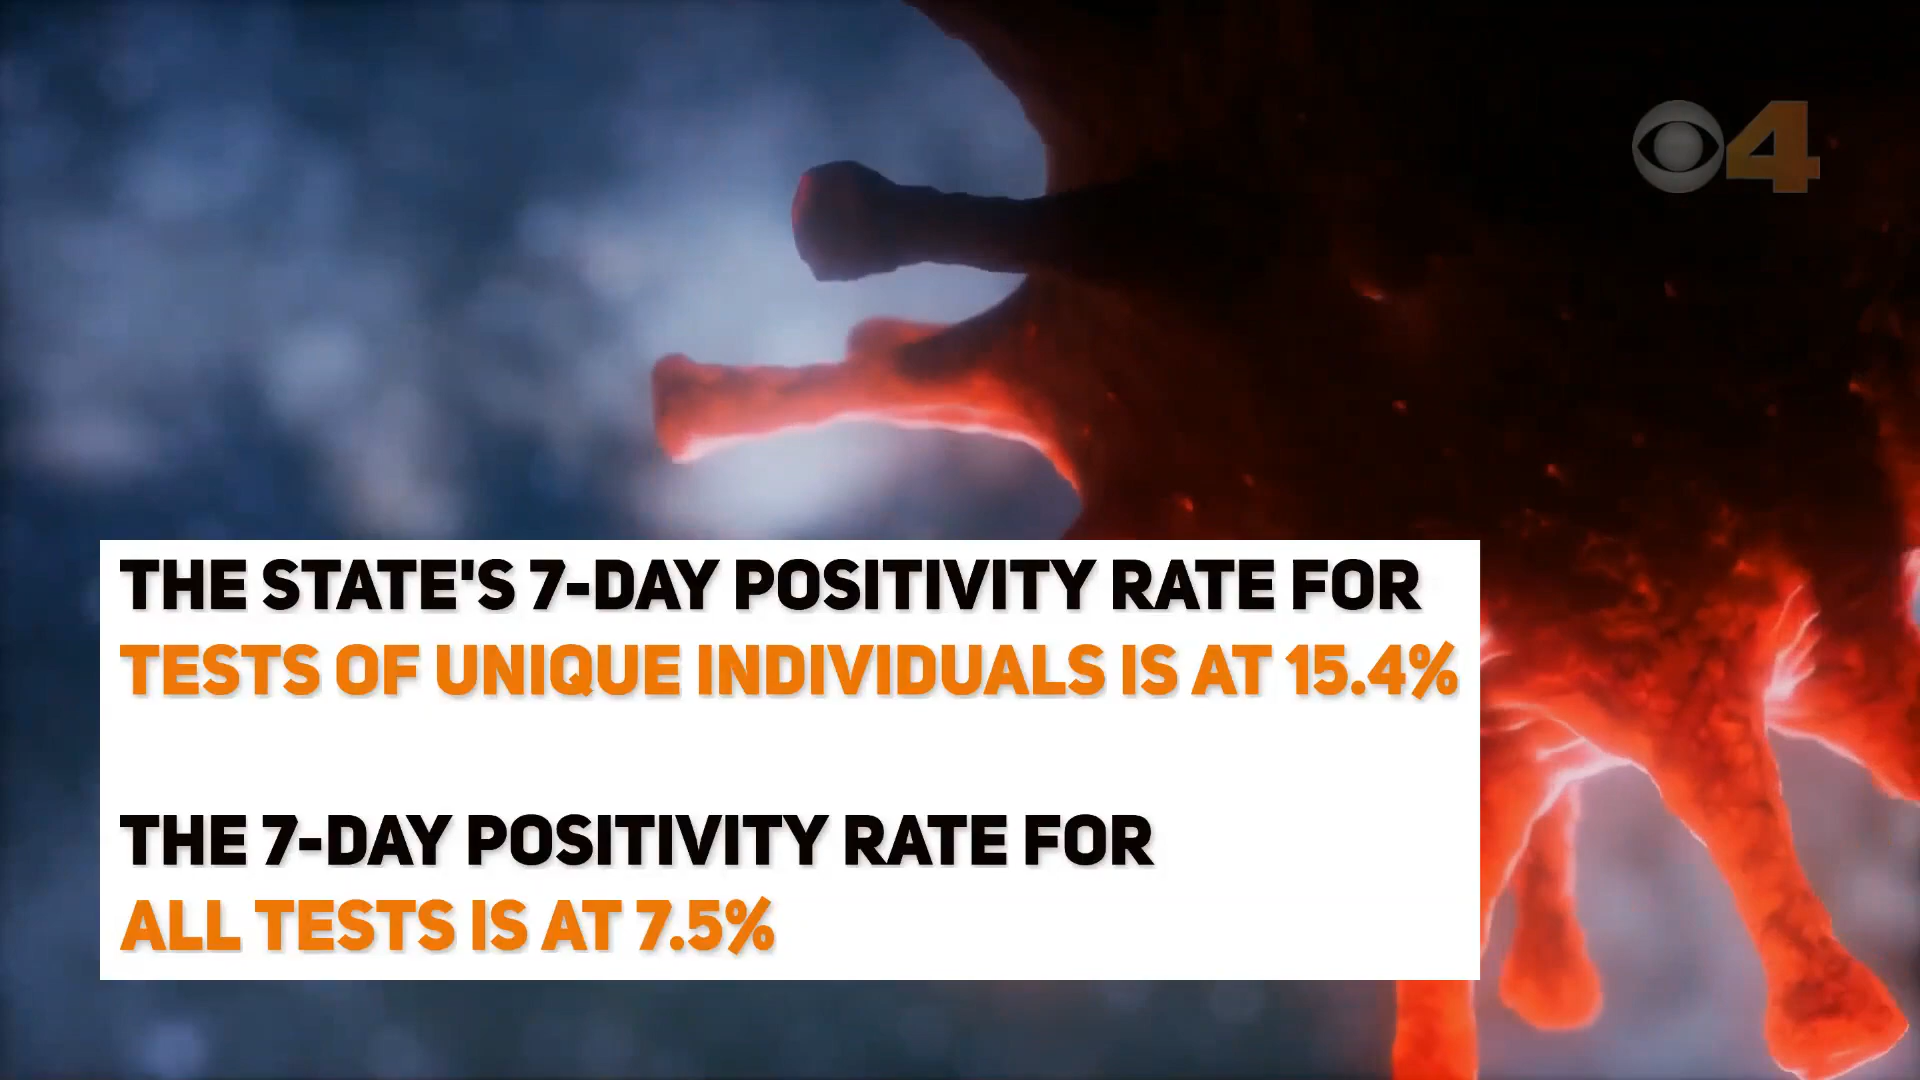 4
THE STATE'S 7-DAY POSITIVITY RATE FOR
TESTS OF UNIQUE INDIVIDUALS IS AT 15.4%
THE 7-DAY POSITIVITY RATE FOR
ALL TESTS IS AT 7.5%